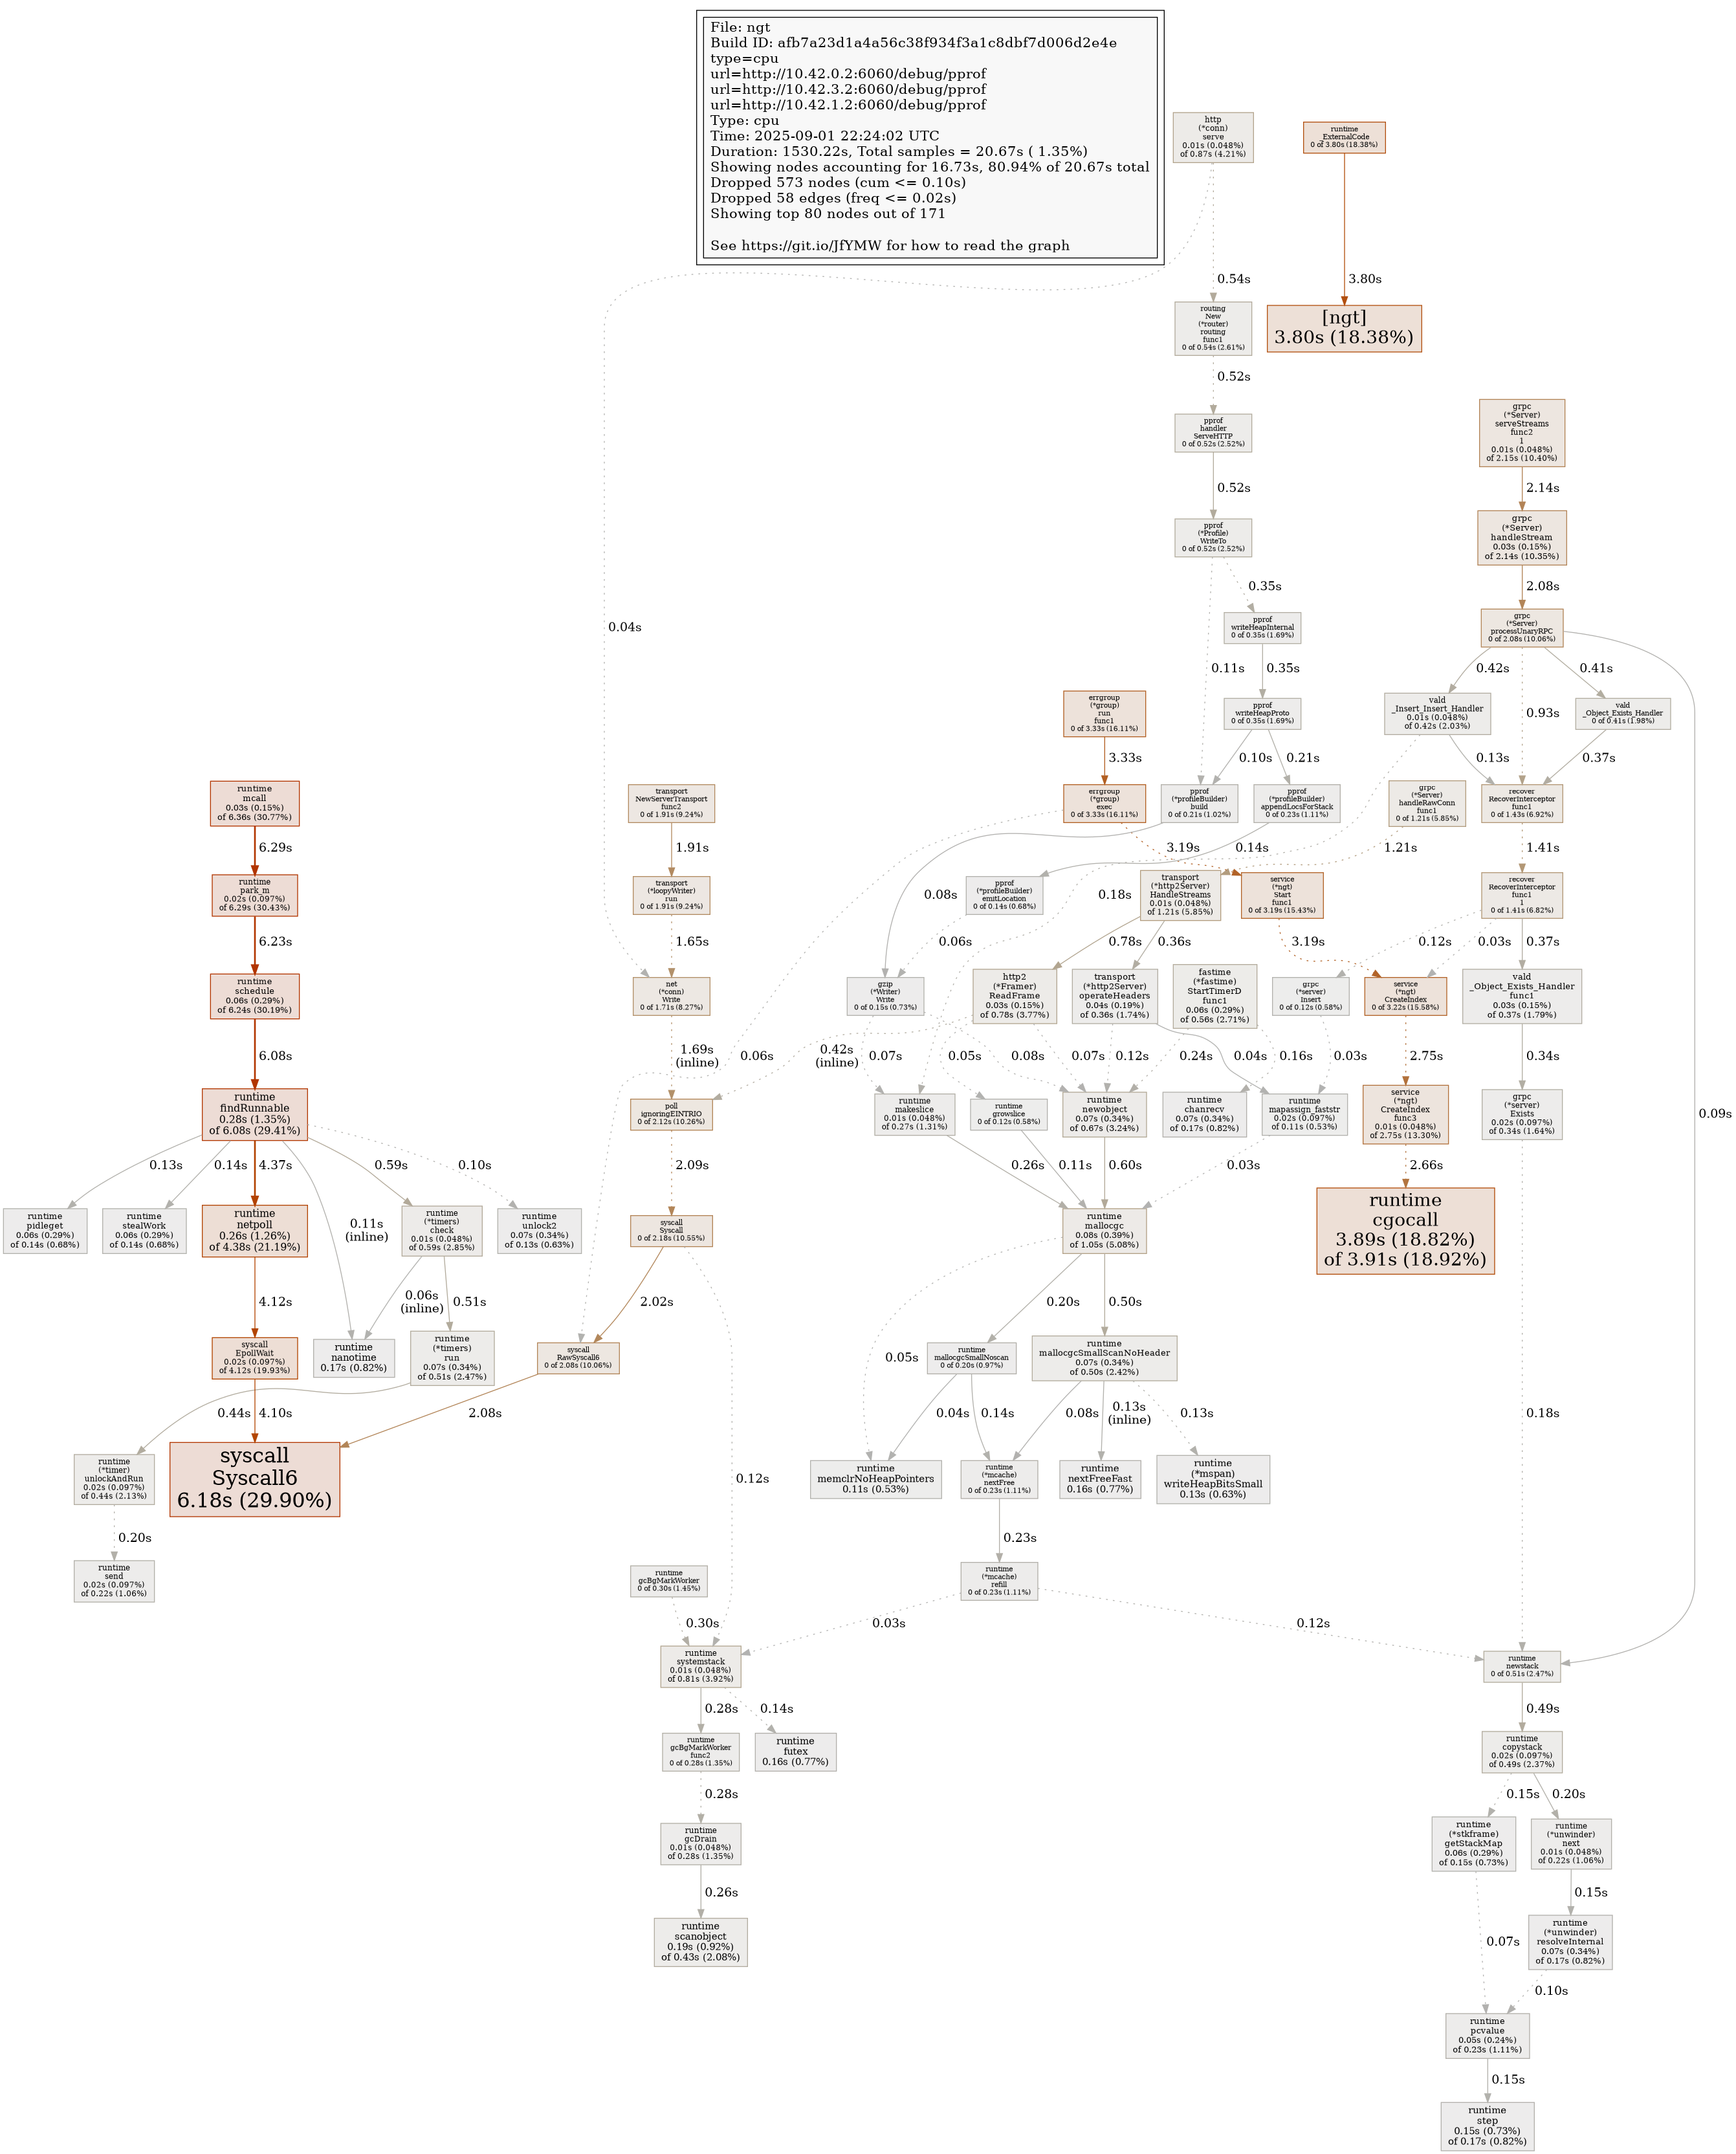 File: ngt
Build ID: afb7a23d1a4a56c38f934f3a1c8dbf7d006d2e4e
type=cpu
url=http://10.42.0.2:6060/debug/pprof
url=http://10.42.3.2:6060/debug/pprof
url=http://10.42.1.2:6060/debug/pprof
Type: cpu
Time: 2025-09-01 22:24:02 UTC
Duration: 1530.22s, Total samples = 20.67s ( 1.35%)
Showing nodes accounting for 16.73s, 80.94% of 20.67s total
Dropped 573 nodes (cum <= 0.10s)
Dropped 58 edges (freq <= 0.02s)
Showing top 80 nodes out of 171
See https://git.io/JfYMW for how to read the graph
http
(*conn)
serve
0.01s (0.048%)
of 0.87s (4.21%)
runtime
_ExternalCode
0 of 3.80s (18.38%)
0.54s
3.80s
routing
New
(*router)
routing
func1
0 of 0.54s (2.61%)
[ngt]
3.80s (18.38%)
0.52s
pprof
handler
ServeHTTP
0 of 0.52s (2.52%)
grpc
(*Server)
serveStreams
func2
1
0.01s (0.048%)
of 2.15s (10.40%)
0.52s
2.14s
pprof
(*Profile)
WriteTo
0 of 0.52s (2.52%)
grpc
(*Server)
handleStream
0.03s (0.15%)
of 2.14s (10.35%)
0.35s
2.08s
0.04s
pprof
writeHeapInternal
0 of 0.35s (1.69%)
grpc
(*Server)
processUnaryRPC
0 of 2.08s (10.06%)
0.11s
0.35s
0.42s
0.41s
errgroup
(*group)
run
func1
0 of 3.33s (16.11%)
pprof
writeHeapProto
0 of 0.35s (1.69%)
vald
_Insert_Insert_Handler
0.01s (0.048%)
of 0.42s (2.03%)
0.93s
vald
_Object_Exists_Handler
0 of 0.41s (1.98%)
3.33s
0.10s
0.21s
0.13s
0.37s
runtime
mcall
0.03s (0.15%)
of 6.36s (30.77%)
transport
NewServerTransport
func2
0 of 1.91s (9.24%)
errgroup
(*group)
exec
0 of 3.33s (16.11%)
pprof
(*profileBuilder)
build
0 of 0.21s (1.02%)
pprof
(*profileBuilder)
appendLocsForStack
0 of 0.23s (1.11%)
grpc
(*Server)
handleRawConn
func1
0 of 1.21s (5.85%)
recover
RecoverInterceptor
func1
0 of 1.43s (6.92%)
6.29s
1.91s
3.19s
0.14s
1.21s
1.41s
runtime
park_m
0.02s (0.097%)
of 6.29s (30.43%)
transport
(*loopyWriter)
run
0 of 1.91s (9.24%)
0.08s
pprof
(*profileBuilder)
emitLocation
0 of 0.14s (0.68%)
0.18s
transport
(*http2Server)
HandleStreams
0.01s (0.048%)
of 1.21s (5.85%)
service
(*ngt)
Start
func1
0 of 3.19s (15.43%)
recover
RecoverInterceptor
func1
1
0 of 1.41s (6.82%)
6.23s
1.65s
0.06s
0.78s
0.36s
3.19s
0.12s
0.03s
0.37s
runtime
schedule
0.06s (0.29%)
of 6.24s (30.19%)
net
(*conn)
Write
0 of 1.71s (8.27%)
gzip
(*Writer)
Write
0 of 0.15s (0.73%)
http2
(*Framer)
ReadFrame
0.03s (0.15%)
of 0.78s (3.77%)
transport
(*http2Server)
operateHeaders
0.04s (0.19%)
of 0.36s (1.74%)
fastime
(*fastime)
StartTimerD
func1
0.06s (0.29%)
of 0.56s (2.71%)
grpc
(*server)
Insert
0 of 0.12s (0.58%)
service
(*ngt)
CreateIndex
0 of 3.22s (15.58%)
vald
_Object_Exists_Handler
func1
0.03s (0.15%)
of 0.37s (1.79%)
6.08s
1.69s
(inline)
0.06s
0.42s
(inline)
0.07s
0.05s
0.08s
0.07s
0.12s
0.24s
0.04s
0.16s
0.03s
2.75s
0.34s
0.09s
runtime
findRunnable
0.28s (1.35%)
of 6.08s (29.41%)
poll
ignoringEINTRIO
0 of 2.12s (10.26%)
runtime
makeslice
0.01s (0.048%)
of 0.27s (1.31%)
runtime
growslice
0 of 0.12s (0.58%)
runtime
newobject
0.07s (0.34%)
of 0.67s (3.24%)
runtime
chanrecv
0.07s (0.34%)
of 0.17s (0.82%)
runtime
mapassign_faststr
0.02s (0.097%)
of 0.11s (0.53%)
service
(*ngt)
CreateIndex
func3
0.01s (0.048%)
of 2.75s (13.30%)
grpc
(*server)
Exists
0.02s (0.097%)
of 0.34s (1.64%)
0.13s
0.14s
4.37s
0.59s
0.10s
2.09s
0.26s
0.11s
0.60s
0.03s
2.66s
runtime
pidleget
0.06s (0.29%)
of 0.14s (0.68%)
runtime
stealWork
0.06s (0.29%)
of 0.14s (0.68%)
runtime
netpoll
0.26s (1.26%)
of 4.38s (21.19%)
0.11s
(inline)
runtime
(*timers)
check
0.01s (0.048%)
of 0.59s (2.85%)
runtime
unlock2
0.07s (0.34%)
of 0.13s (0.63%)
syscall
Syscall
0 of 2.18s (10.55%)
runtime
mallocgc
0.08s (0.39%)
of 1.05s (5.08%)
runtime
cgocall
3.89s (18.82%)
of 3.91s (18.92%)
4.12s
0.06s
(inline)
0.51s
2.02s
0.20s
0.50s
syscall
EpollWait
0.02s (0.097%)
of 4.12s (19.93%)
runtime
nanotime
0.17s (0.82%)
runtime
(*timers)
run
0.07s (0.34%)
of 0.51s (2.47%)
syscall
RawSyscall6
0 of 2.08s (10.06%)
0.05s
runtime
mallocgcSmallNoscan
0 of 0.20s (0.97%)
runtime
mallocgcSmallScanNoHeader
0.07s (0.34%)
of 0.50s (2.42%)
0.44s
4.10s
2.08s
0.04s
0.14s
0.08s
0.13s
(inline)
0.13s
0.18s
runtime
(*timer)
unlockAndRun
0.02s (0.097%)
of 0.44s (2.13%)
syscall
Syscall6
6.18s (29.90%)
0.12s
runtime
memclrNoHeapPointers
0.11s (0.53%)
runtime
(*mcache)
nextFree
0 of 0.23s (1.11%)
runtime
nextFreeFast
0.16s (0.77%)
runtime
(*mspan)
writeHeapBitsSmall
0.13s (0.63%)
0.20s
0.23s
runtime
send
0.02s (0.097%)
of 0.22s (1.06%)
runtime
gcBgMarkWorker
0 of 0.30s (1.45%)
runtime
(*mcache)
refill
0 of 0.23s (1.11%)
0.30s
0.03s
0.12s
runtime
systemstack
0.01s (0.048%)
of 0.81s (3.92%)
runtime
newstack
0 of 0.51s (2.47%)
0.28s
0.14s
0.49s
runtime
gcBgMarkWorker
func2
0 of 0.28s (1.35%)
runtime
futex
0.16s (0.77%)
runtime
copystack
0.02s (0.097%)
of 0.49s (2.37%)
0.28s
0.15s
0.20s
runtime
gcDrain
0.01s (0.048%)
of 0.28s (1.35%)
runtime
(*stkframe)
getStackMap
0.06s (0.29%)
of 0.15s (0.73%)
runtime
(*unwinder)
next
0.01s (0.048%)
of 0.22s (1.06%)
0.26s
0.15s
runtime
scanobject
0.19s (0.92%)
of 0.43s (2.08%)
0.07s
runtime
(*unwinder)
resolveInternal
0.07s (0.34%)
of 0.17s (0.82%)
0.10s
runtime
pcvalue
0.05s (0.24%)
of 0.23s (1.11%)
0.15s
runtime
step
0.15s (0.73%)
of 0.17s (0.82%)